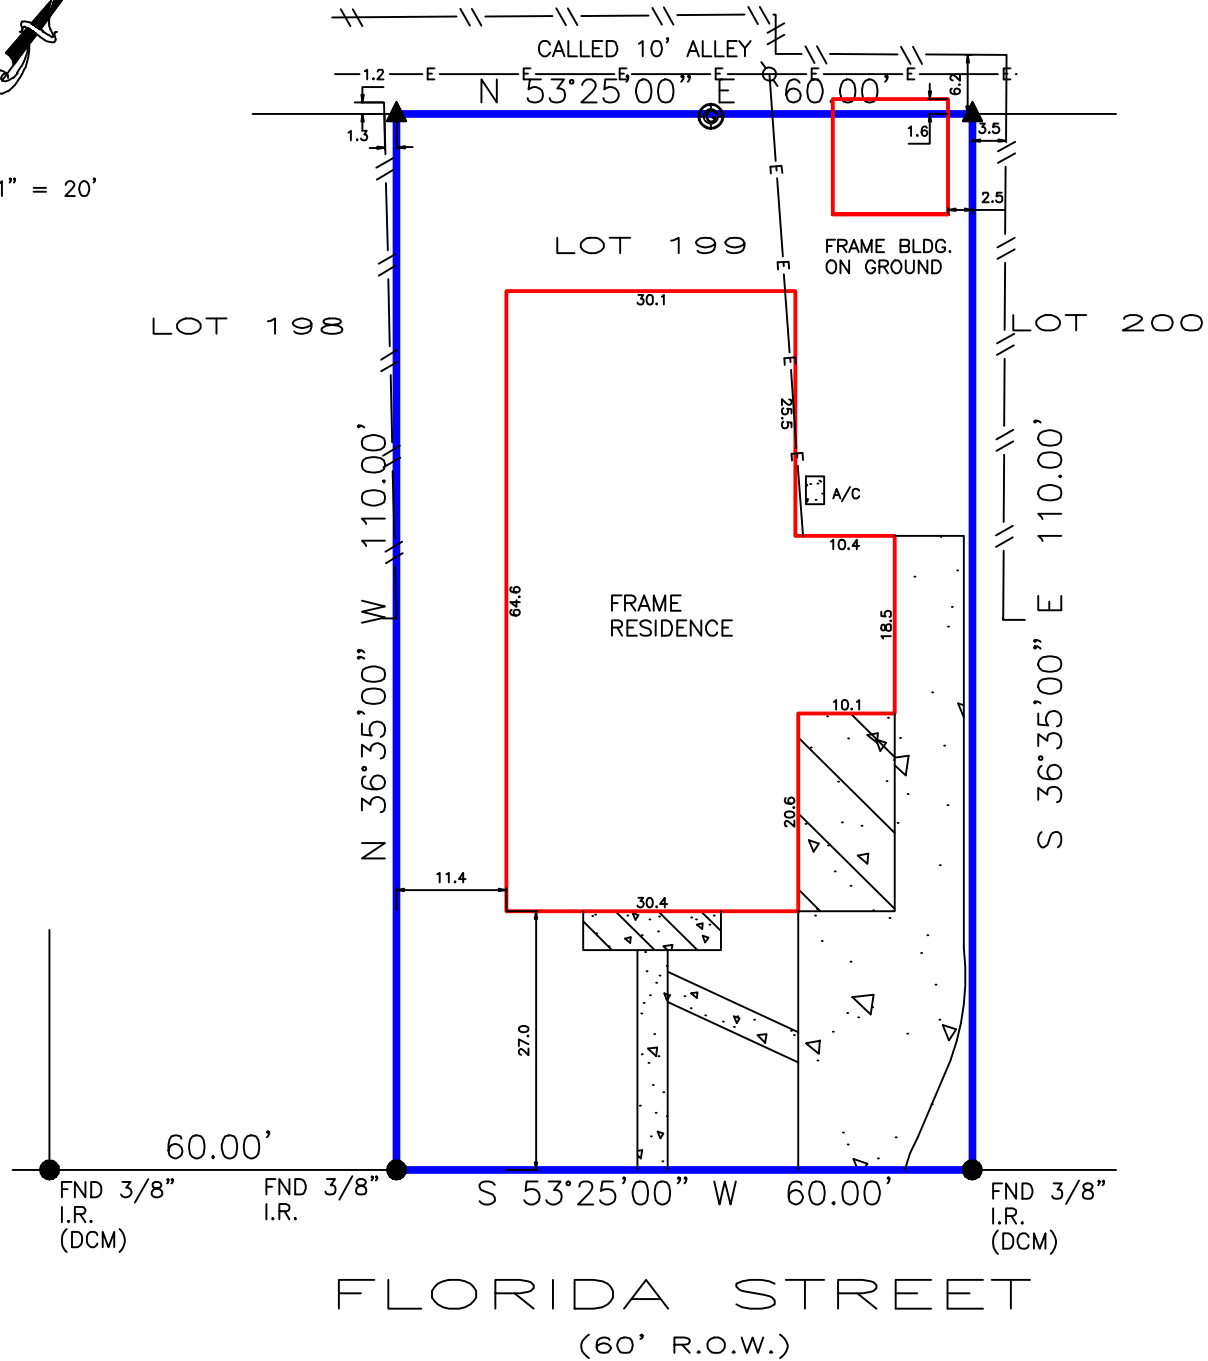 CALLED 10' ALLEY
E E E E E E E
1.2
N 53°25'00" E 60.00'
6.2
1.3
1.6
3.5
1" = 20'
E
2.5
LOT 199
FRAME BLDG.
ON GROUND
E
30.1
LOT 198
LOT 200
E
25.5
E
A/C
N 36°35'00" W 110.00'
S 36°35'00" E 110.00'
10.4
64.6
FRAME
RESIDENCE
18.5
10.1
20.6
11.4
30.4
27.0
60.00'
FND 3/8"
I.R.
(DCM)
FND 3/8"
I.R.
S 53°25'00" W 60.00'
FND 3/8"
I.R.
(DCM)
FLORIDA STREET
(60' R.O.W.)